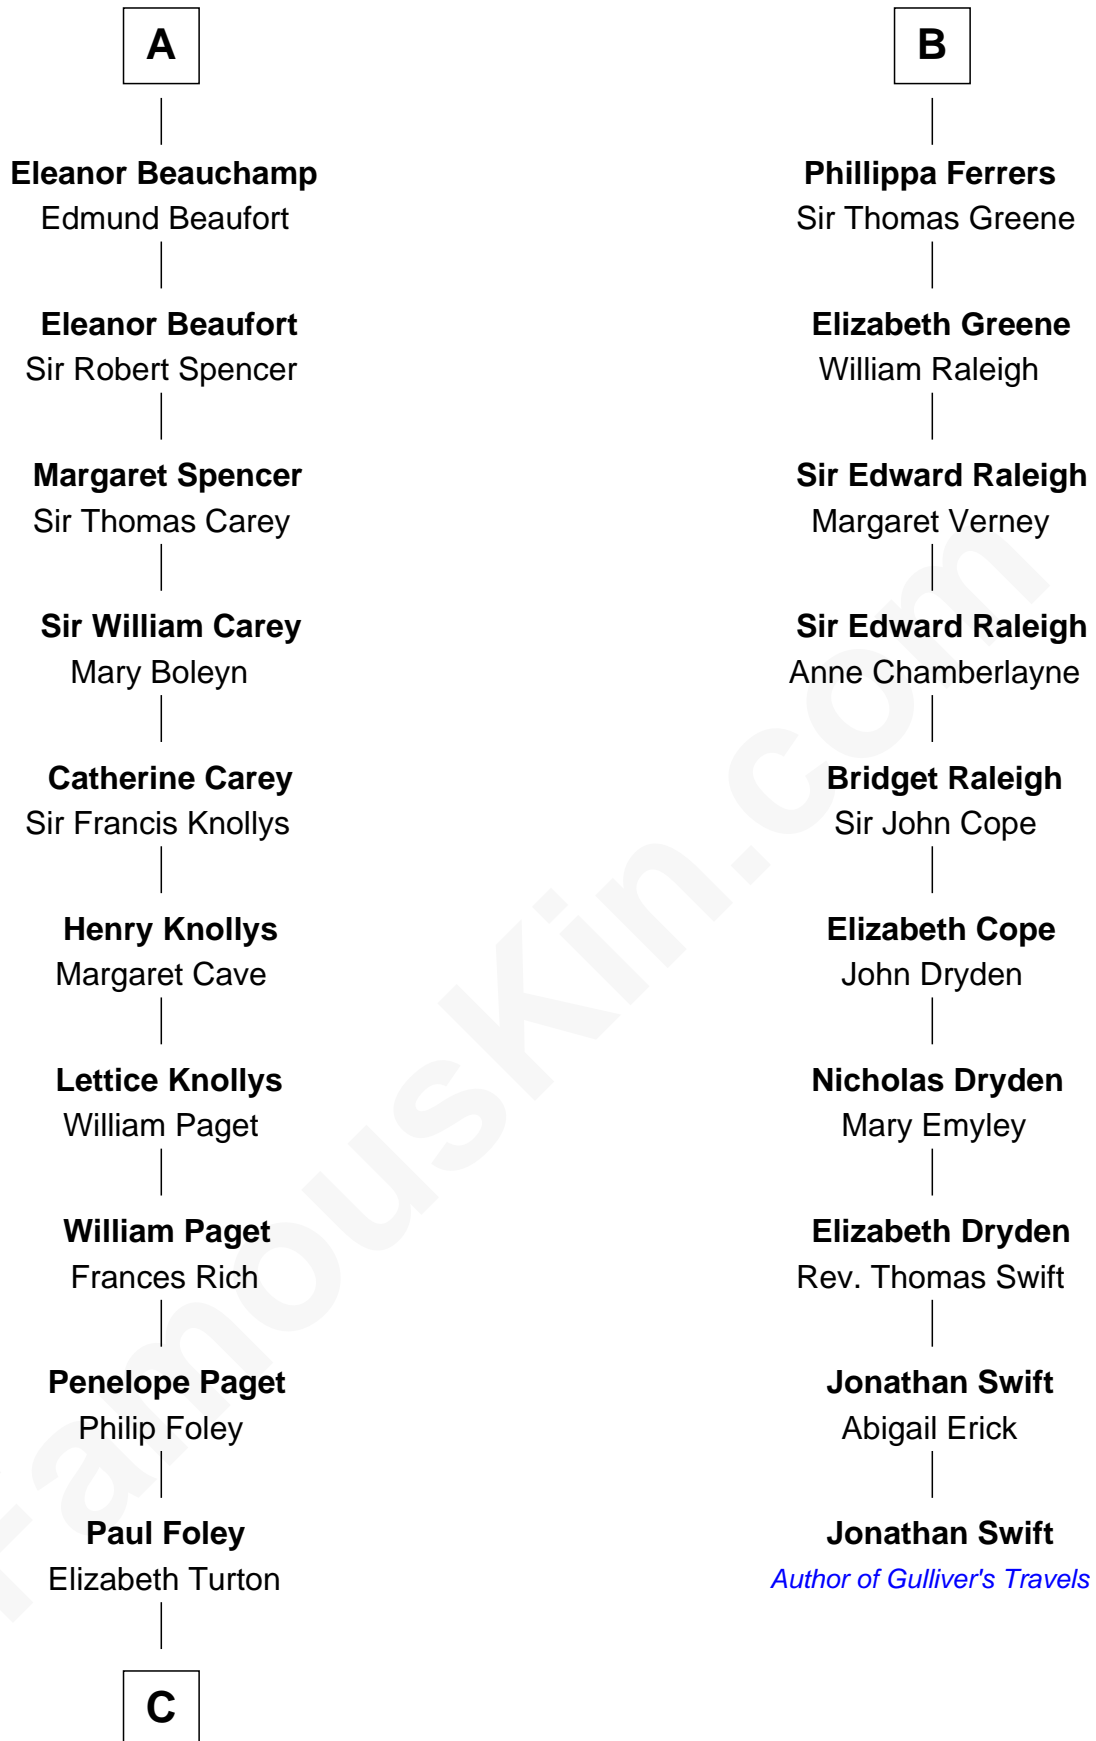 A
Eleanor Beauchamp
Edmund Beaufort
Eleanor Beaufort
Sir Robert Spencer
Margaret Spencer
Sir Thomas Carey
Sir William Carey
Mary Boleyn
Catherine Carey
Sir Francis Knollys
Henry Knollys
Margaret Cave
Lettice Knollys
William Paget
William Paget
Frances Rich
Penelope Paget
Philip Foley
Paul Foley
Elizabeth Turton
C
B
Phillippa Ferrers
Sir Thomas Greene
Elizabeth Greene
William Raleigh
Sir Edward Raleigh
Margaret Verney
Sir Edward Raleigh
Anne Chamberlayne
Bridget Raleigh
Sir John Cope
Elizabeth Cope
John Dryden
Nicholas Dryden
Mary Emyley
Elizabeth Dryden
Rev. Thomas Swift
Jonathan Swift
Abigail Erick
Jonathan Swift
Author of Gulliver's Travels
FamousKin.com